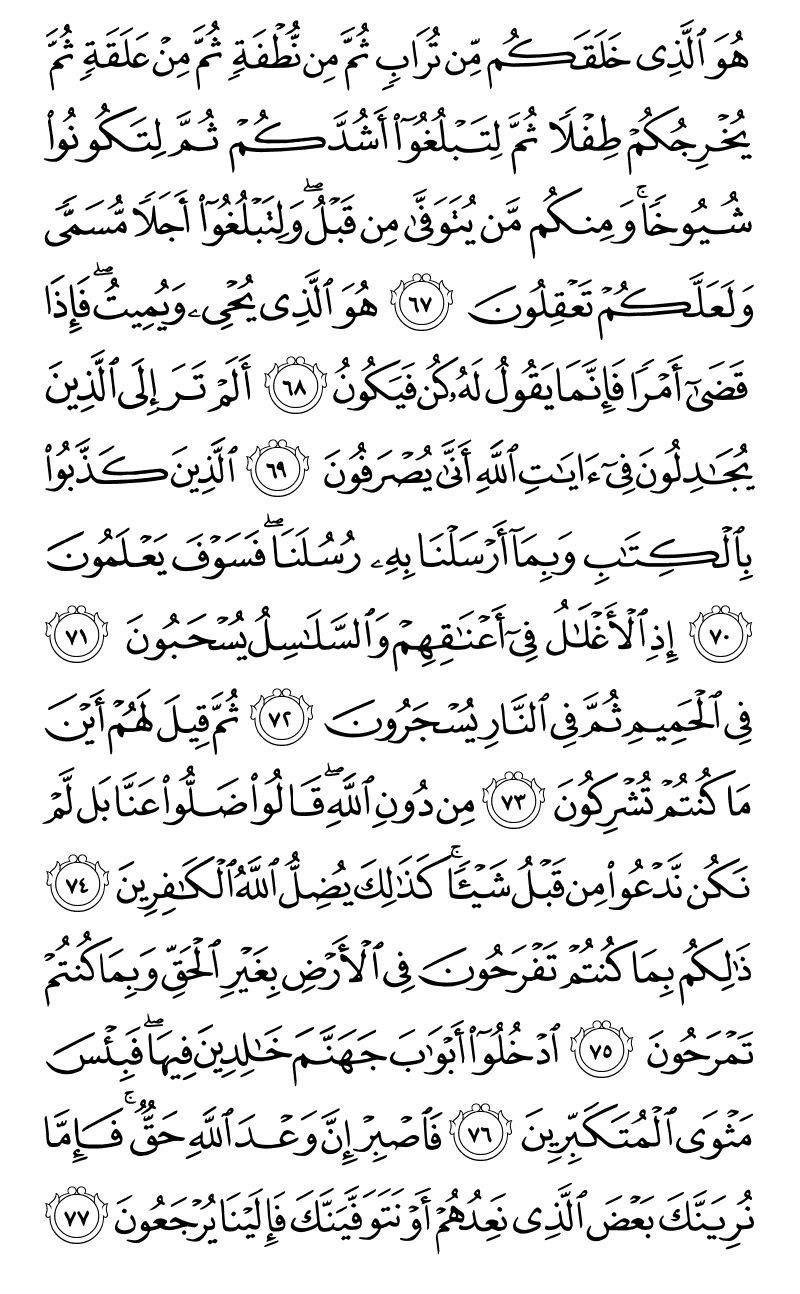 هُوَ ٱلَّذِى خَلَقَكُم مِّن تُرَابٖ ثُمَّ مِن نُّطۡفَةٖ ثُمَّ مِنۡ عَلَقَةٖ ثُمَّ
يُخۡرِجُكُمۡ طِفۡلٗا ثُمَّ لِتَبۡلُغُوٓاْ أَشُدَّكُمۡ ثُمَّ لِتَكُونُواْ
شُيُوخٗاۚ وَمِنكُم مَّن يُتَوَفَّىٰ مِن قَبۡلُۖ وَلِتَبۡلُغُوٓاْ أَجَلٗا مُّسَمّٗى
وَلَعَلَّكُمۡ تَعۡقِلُونَ ٦٧ هُوَ ٱلَّذِى يُحۡىِۦ وَيُمِيتُۖ فَإِذَا
قَضَىٰٓ أَمۡرٗا فَإِنَّمَا يَقُولُ لَهُۥ كُن فَيَكُونُ ٦٨ أَلَمۡ تَرَ إِلَى ٱلَّذِينَ
يُجَٰدِلُونَ فِىٓ ءَايَٰتِ ٱللَّهِ أَنَّىٰ يُصۡرَفُونَ ٦٩ ٱلَّذِينَ كَذَّبُواْ
بِٱلۡكِتَٰبِ وَبِمَآ أَرۡسَلۡنَا بِهِۦ رُسُلَنَاۖ فَسَوۡفَ يَعۡلَمُونَ
٧٠ إِذِ ٱلۡأَغۡلَٰلُ فِىٓ أَعۡنَٰقِهِمۡ وَٱلسَّلَٰسِلُ يُسۡحَبُونَ ٧١
فِى ٱلۡحَمِيمِ ثُمَّ فِى ٱلنَّارِ يُسۡجَرُونَ ٧٢ ثُمَّ قِيلَ لَهُمۡ أَيۡنَ
مَا كُنتُمۡ تُشۡرِكُونَ ٧٣ مِن دُونِ ٱللَّهِۖ قَالُواْ ضَلُّواْ عَنَّا بَل لَّمۡ
نَكُن نَّدۡعُواْ مِن قَبۡلُ شَيۡـٔٗاۚ كَذَٰلِكَ يُضِلُّ ٱللَّهُ ٱلۡكَٰفِرِينَ ٧٤
ذَٰلِكُم بِمَا كُنتُمۡ تَفۡرَحُونَ فِى ٱلۡأَرۡضِ بِغَيۡرِ ٱلۡحَقِّ وَبِمَا كُنتُمۡ
تَمۡرَحُونَ ٧٥ ٱدۡخُلُوٓاْ أَبۡوَٰبَ جَهَنَّمَ خَٰلِدِينَ فِيهَاۖ فَبِئۡسَ
مَثۡوَى ٱلۡمُتَكَبِّرِينَ ٧٦ فَٱصۡبِرۡ إِنَّ وَعۡدَ ٱللَّهِ حَقّٞۚ فَإِمَّا
نُرِيَنَّكَ بَعۡضَ ٱلَّذِى نَعِدُهُمۡ أَوۡ نَتَوَفَّيَنَّكَ فَإِلَيۡنَا يُرۡجَعُونَ ٧٧